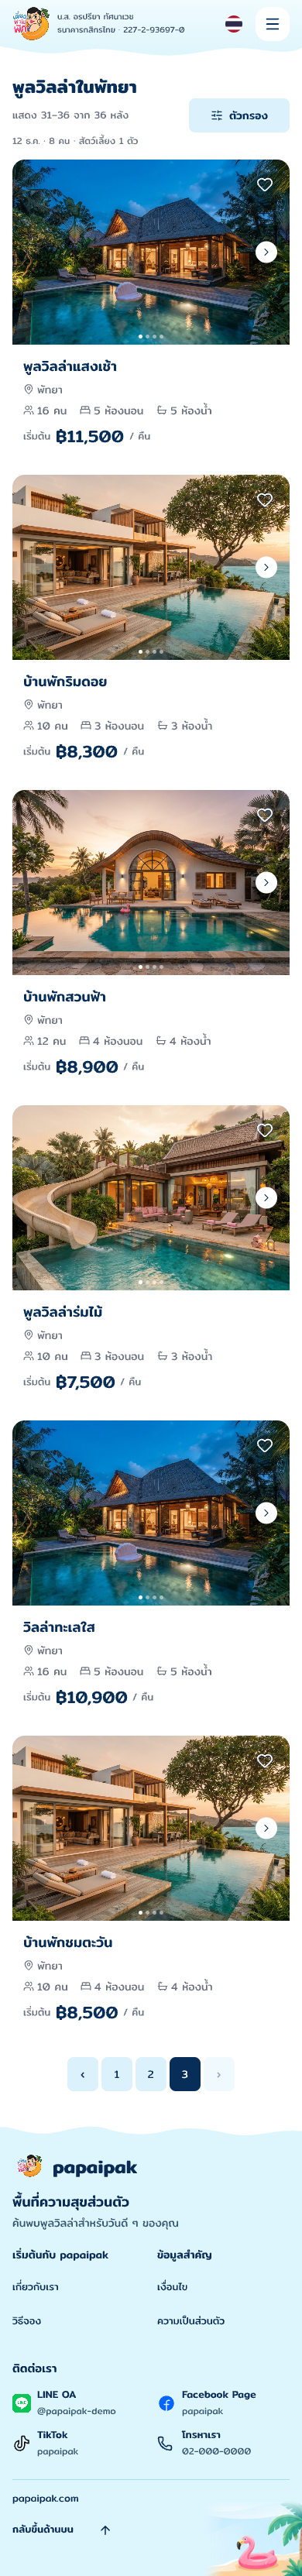 น.ส. อรปรียา ทัศนาเวช
ธนาคารกสิกรไทย · 227-2-93697-0
พูลวิลล่าในพัทยา
แสดง 31–36 จาก 36 หลัง
ตัวกรอง
12 ธ.ค. · 8 คน · สัตว์เลี้ยง 1 ตัว
พูลวิลล่าแสงเช้า
พัทยา
16 คน 5 ห้องนอน 5 ห้องน้ำ
เริ่มต้น ฿11,500 / คืน
บ้านพักริมดอย
พัทยา
10 คน 3 ห้องนอน 3 ห้องน้ำ
เริ่มต้น ฿8,300 / คืน
บ้านพักสวนฟ้า
พัทยา
12 คน 4 ห้องนอน 4 ห้องน้ำ
เริ่มต้น ฿8,900 / คืน
พูลวิลล่าร่มไม้
พัทยา
10 คน 3 ห้องนอน 3 ห้องน้ำ
เริ่มต้น ฿7,500 / คืน
วิลล่าทะเลใส
พัทยา
16 คน 5 ห้องนอน 5 ห้องน้ำ
เริ่มต้น ฿10,900 / คืน
บ้านพักชมตะวัน
พัทยา
10 คน 4 ห้องนอน 4 ห้องน้ำ
เริ่มต้น ฿8,500 / คืน
‹ 1 2 3 ›
papaipak
พื้นที่ความสุขส่วนตัว
ค้นพบพูลวิลล่าสำหรับวันดี ๆ ของคุณ
เริ่มต้นกับ papaipak ข้อมูลสำคัญ
เกี่ยวกับเรา เงื่อนไข
วิธีจอง ความเป็นส่วนตัว
ติดต่อเรา
LINE OA Facebook Page
@papaipak-demo papaipak
TikTok โทรหาเรา
papaipak 02-000-0000
papaipak.com
กลับขึ้นด้านบน